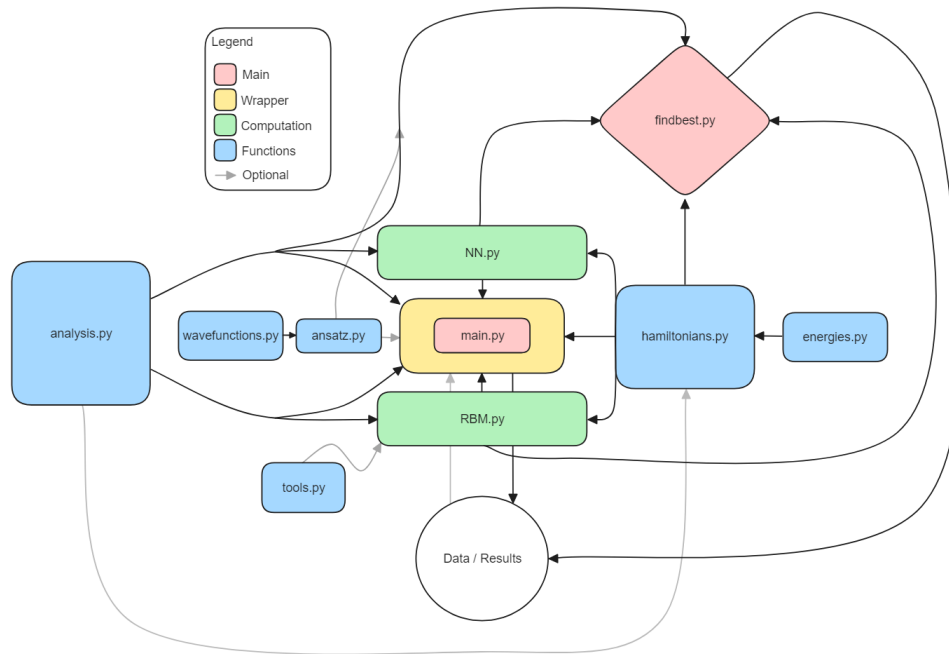 Legend
Main
Wrapper
Computation
Functions
Optional
findbest.py
NN.py
analysis.py
wavefunctions.py
ansatz.py
main.py
hamiltonians.py
energies.py
RBM.py
tools.py
Data / Results